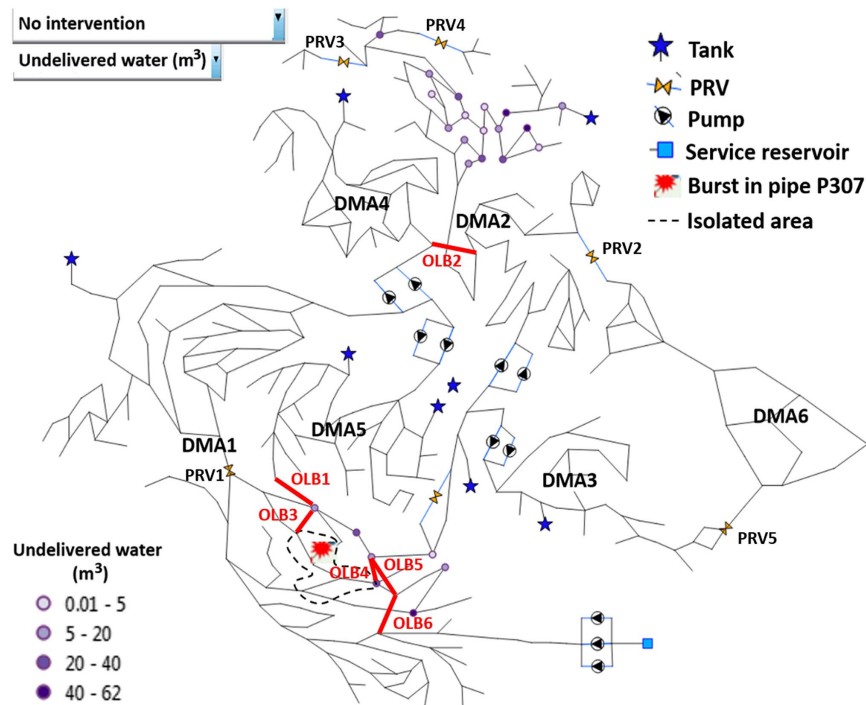 No intervention
Undelivered water (m³)
PRV3
PRV4
Tank
PRV
Pump
Service reservoir
Burst in pipe P307
Isolated area
DMA4
DMA2
OLB2
PRV2
DMA6
DMA1
DMA5
PRV1
DMA3
OLB1
OLB3
OLB4
OLB5
OLB6
PRV5
Undelivered water
(m³)
0.01 - 5
5 - 20
20 - 40
40 - 62